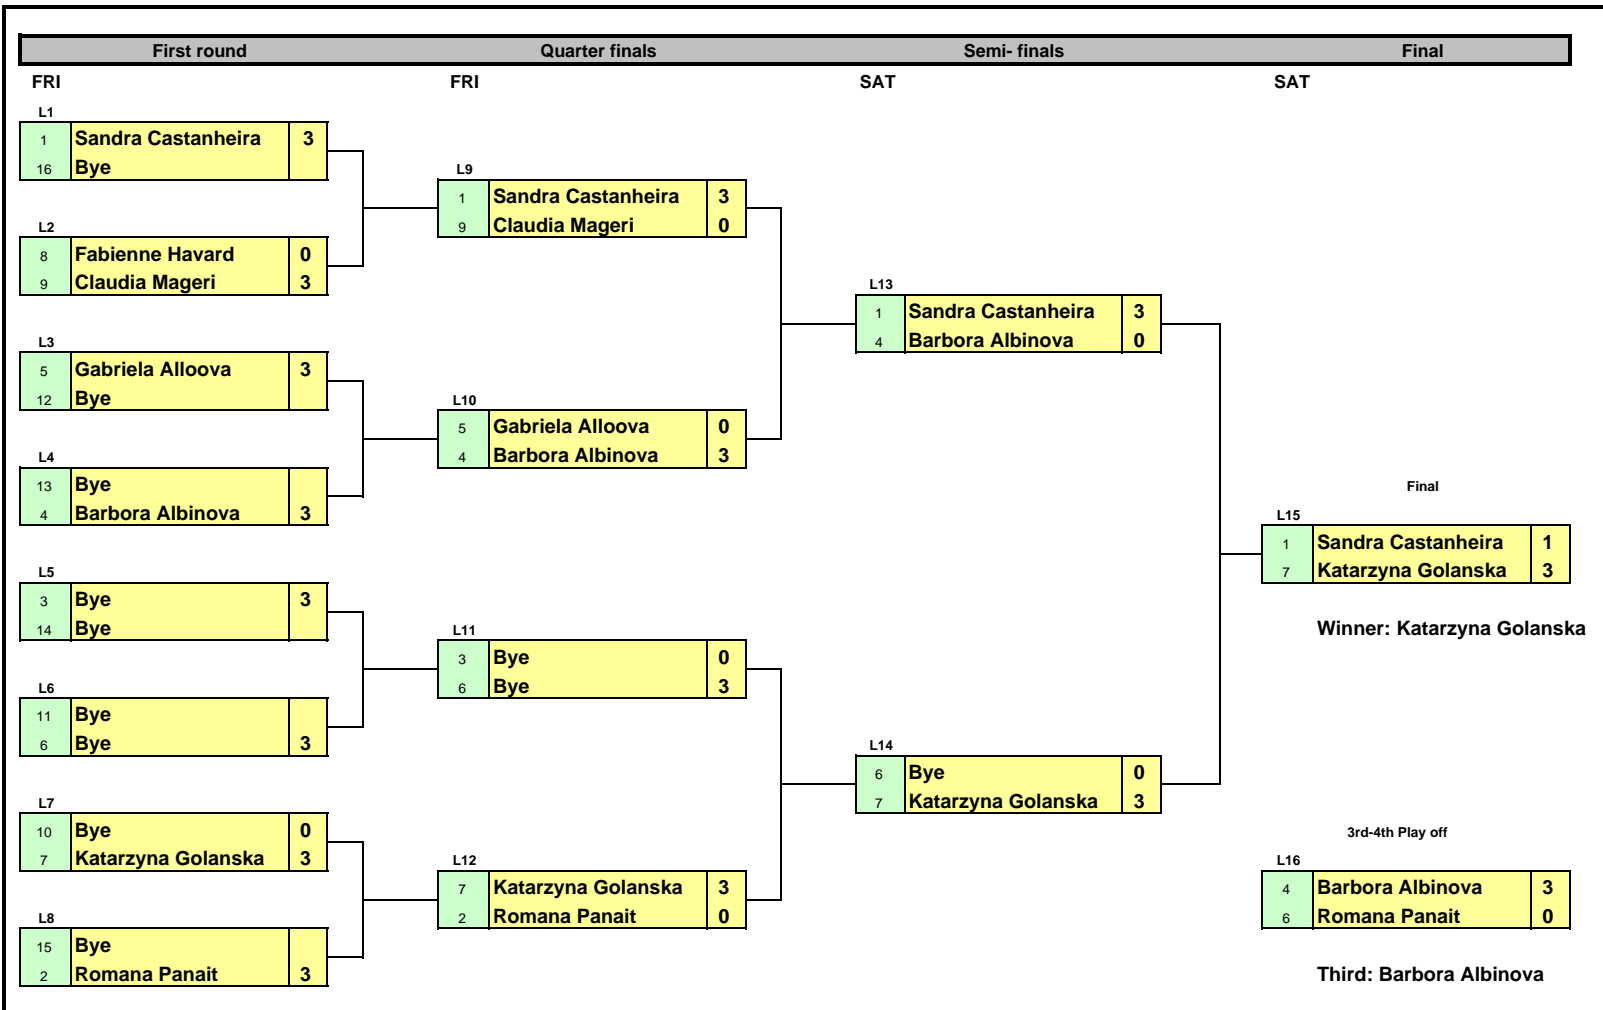 First round Quarter finals Semi- finals Final
FRI FRI SAT SAT
L1
1 Sandra Castanheira 3
16 Bye
L2
8 Fabienne Havard 0
9 Claudia Mageri 3
L3
5 Gabriela Alloova 3
12 Bye
L4
13 Bye
4 Barbora Albinova 3
L5
3 Bye 3
14 Bye
L6
11 Bye
6 Bye 3
L7
10 Bye 0
7 Katarzyna Golanska 3
L8
15 Bye
2 Romana Panait 3
L9
1 Sandra Castanheira 3
9 Claudia Mageri 0
L10
5 Gabriela Alloova 0
4 Barbora Albinova 3
L11
3 Bye 0
6 Bye 3
L12
7 Katarzyna Golanska 3
2 Romana Panait 0
L13
1 Sandra Castanheira 3
4 Barbora Albinova 0
L14
6 Bye 0
7 Katarzyna Golanska 3
Final
L15
1 Sandra Castanheira 1
7 Katarzyna Golanska 3
Winner: Katarzyna Golanska
3rd-4th Play off
L16
4 Barbora Albinova 3
6 Romana Panait 0
Third: Barbora Albinova